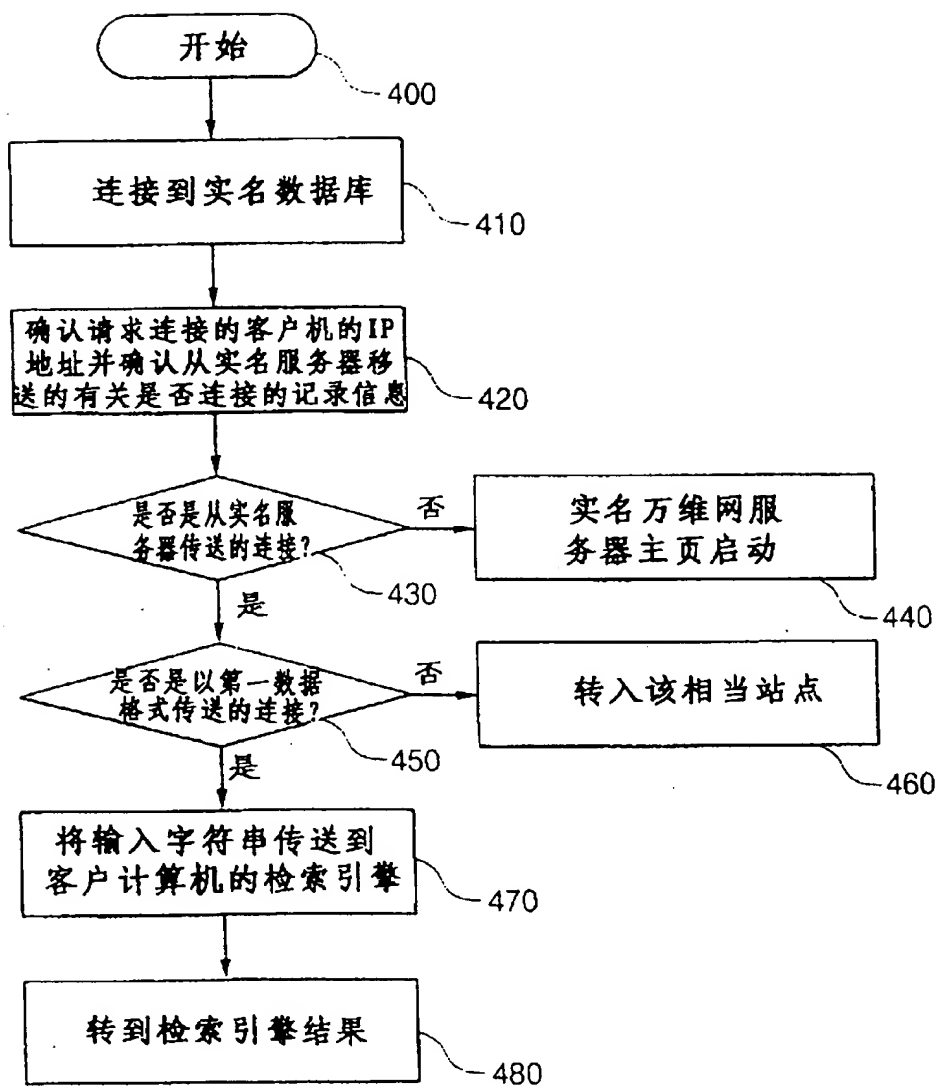 开始
400
连接到实名数据库
410
确认请求连接的客户机的IP
地址并确认从实名服务器移
送的有关是否连接的记录信息
420
是否是从实名服
务器传送的连接?
430
否
实名万维网服
务器主页启动
440
是
是否是以第一数据
格式传送的连接?
450
否
转入该相当站点
460
是
将输入字符串传送到
客户计算机的检索引擎
470
转到检索引擎结果
480